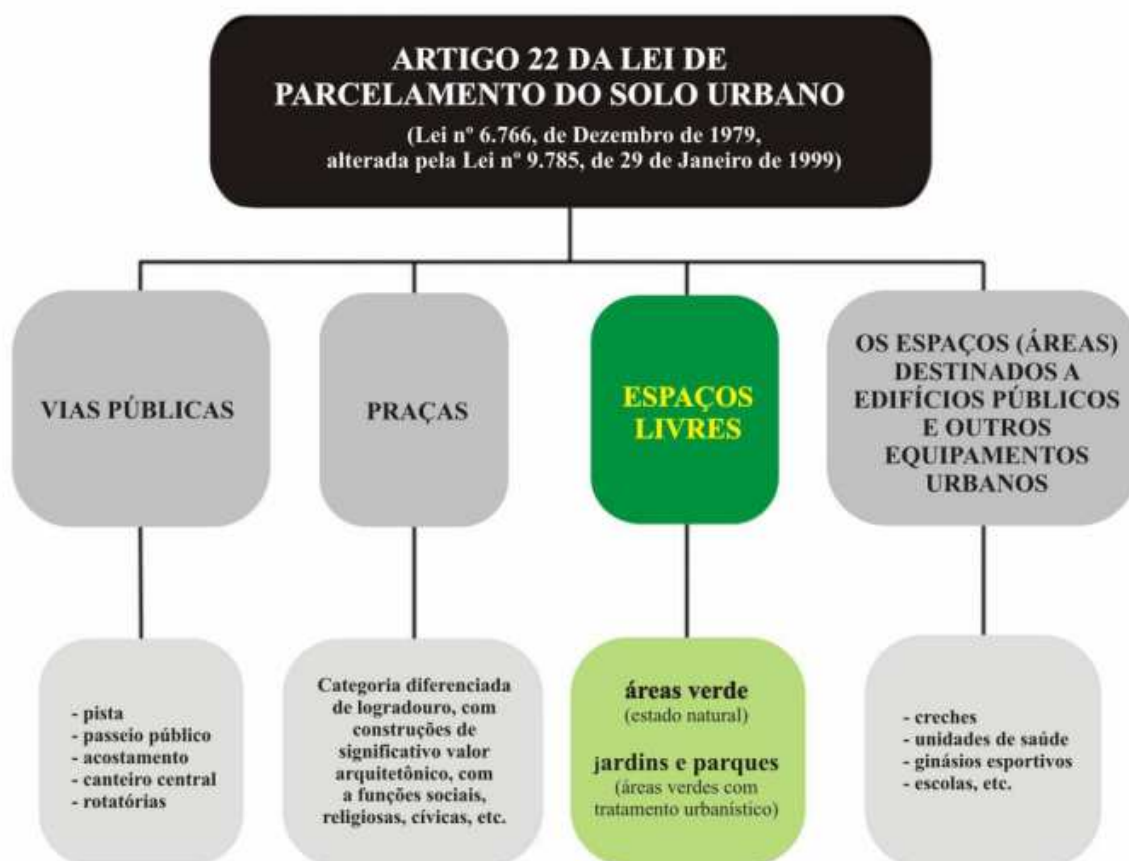 ARTIGO 22 DA LEI DE
PARCELAMENTO DO SOLO URBANO
(Lei nº 6.766, de Dezembro de 1979,
alterada pela Lei nº 9.785, de 29 de Janeiro de 1999)
VIAS PÚBLICAS
PRAÇAS
ESPAÇOS
LIVRES
OS ESPAÇOS (ÁREAS)
DESTINADOS A
EDIFÍCIOS PÚBLICOS
E OUTROS
EQUIPAMENTOS
URBANOS
- pista
- passeio público
- acostamento
- canteiro central
- rotatórias
Categoria diferenciada
de logradouro, com
construções de
significativo valor
arquitetônico, com
a funções sociais,
religiosas, cívicas, etc.
áreas verde
(estado natural)
jardins e parques
(áreas verdes com
tratamento urbanístico)
- creches
- unidades de saúde
- ginásios esportivos
- escolas, etc.